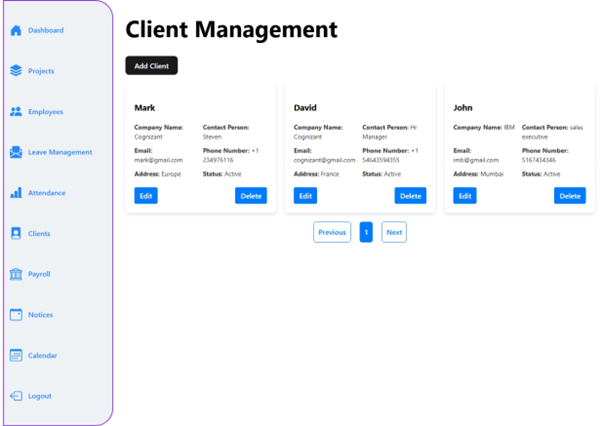 Dashboard
Projects
Employees
Leave Management
Attendance
Clients
Payroll
Notices
Calendar
Logout
Client Management
Add Client
Mark
Company Name:
Cognizant
Contact Person:
Steven
Email:
mark@gmail.com
Phone Number: +1
234976116
Address: Europe
Status: Active
Edit
Delete
David
Company Name:
Cognizant
Contact Person: Hr
Manager
Email:
cognizant@gmail.com
Phone Number: +1
54643594355
Address: France
Status: Active
Edit
Delete
John
Company Name: IBM
Contact Person: sales
executive
Email:
imb@gmail.com
Phone Number:
5167434346
Address: Mumbai
Status: Active
Edit
Delete
Previous
1
Next